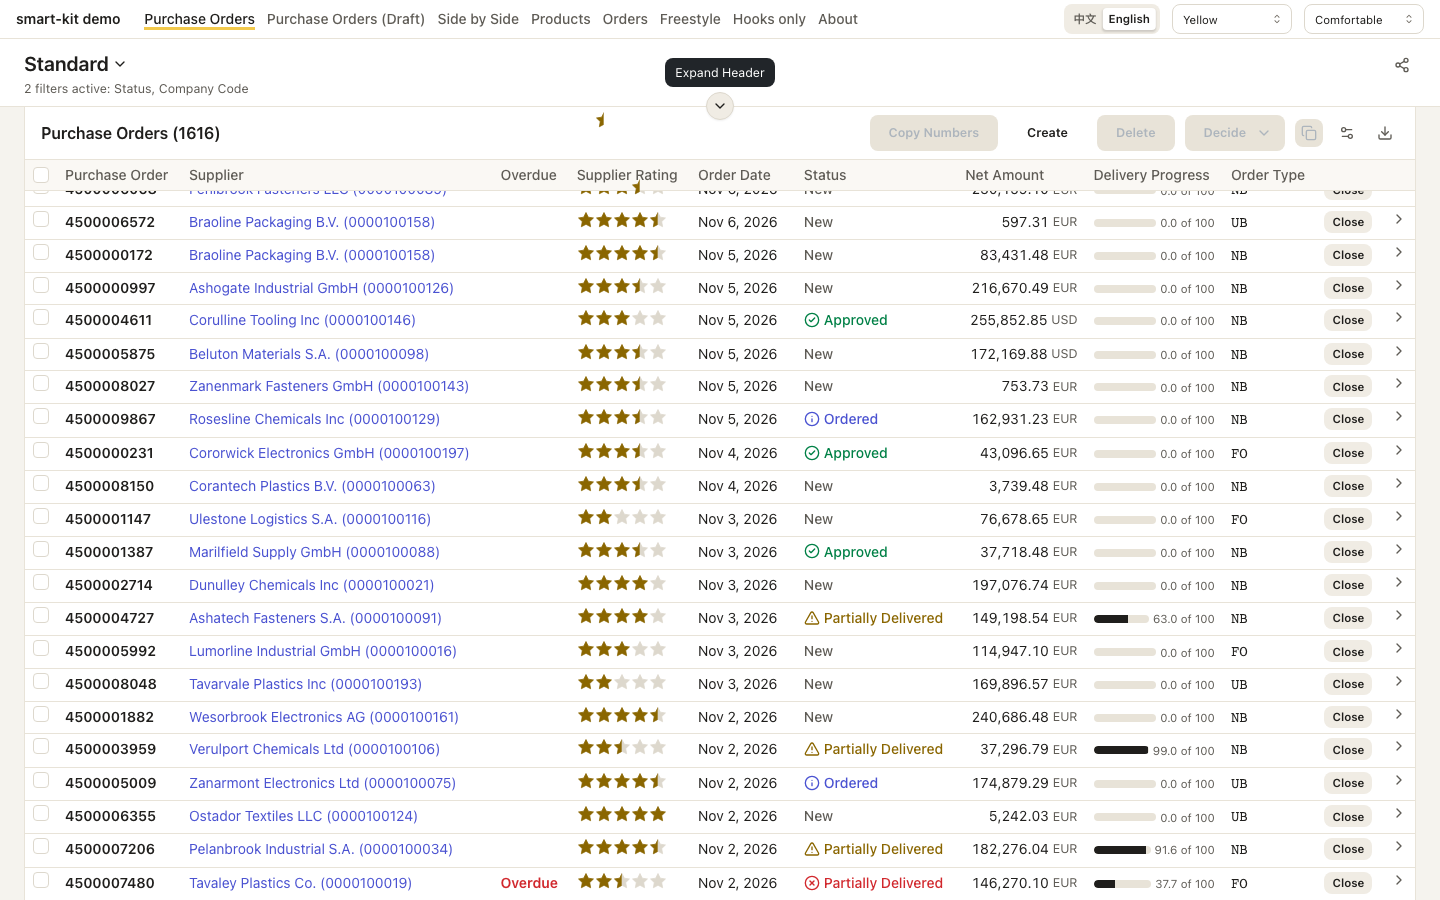 smart-kit demo Purchase Orders Purchase Orders (Draft) Side by Side Products Orders Freestyle Hooks only About 中文 English Yellow Comfortable
Standard
Expand Header
2 filters active: Status, Company Code
Purchase Orders (1616) Copy Numbers Create Delete Decide
Purchase Order Supplier Overdue Supplier Rating Order Date Status Net Amount Delivery Progress Order Type
4500006572 Braoline Packaging B.V. (0000100158) Nov 6, 2026 New 597.31 EUR 0.0 of 100 UB Close
4500000172 Braoline Packaging B.V. (0000100158) Nov 5, 2026 New 83,431.48 EUR 0.0 of 100 NB Close
4500000997 Ashogate Industrial GmbH (0000100126) Nov 5, 2026 New 216,670.49 EUR 0.0 of 100 NB Close
4500004611 Corulline Tooling Inc (0000100146) Nov 5, 2026 Approved 255,852.85 USD 0.0 of 100 NB Close
4500005875 Beluton Materials S.A. (0000100098) Nov 5, 2026 New 172,169.88 USD 0.0 of 100 NB Close
4500008027 Zanenmark Fasteners GmbH (0000100143) Nov 5, 2026 New 753.73 EUR 0.0 of 100 NB Close
4500009867 Rosesline Chemicals Inc (0000100129) Nov 5, 2026 Ordered 162,931.23 EUR 0.0 of 100 NB Close
4500000231 Cororwick Electronics GmbH (0000100197) Nov 4, 2026 Approved 43,096.65 EUR 0.0 of 100 FO Close
4500008150 Corantech Plastics B.V. (0000100063) Nov 4, 2026 New 3,739.48 EUR 0.0 of 100 NB Close
4500001147 Ulestone Logistics S.A. (0000100116) Nov 3, 2026 New 76,678.65 EUR 0.0 of 100 FO Close
4500001387 Marilfield Supply GmbH (0000100088) Nov 3, 2026 Approved 37,718.48 EUR 0.0 of 100 NB Close
4500002714 Dunulley Chemicals Inc (0000100021) Nov 3, 2026 New 197,076.74 EUR 0.0 of 100 NB Close
4500004727 Ashatech Fasteners S.A. (0000100091) Nov 3, 2026 Partially Delivered 149,198.54 EUR 63.0 of 100 NB Close
4500005992 Lumorline Industrial GmbH (0000100016) Nov 3, 2026 New 114,947.10 EUR 0.0 of 100 FO Close
4500008048 Tavarvale Plastics Inc (0000100193) Nov 3, 2026 New 169,896.57 EUR 0.0 of 100 UB Close
4500001882 Wesorbrook Electronics AG (0000100161) Nov 2, 2026 New 240,686.48 EUR 0.0 of 100 NB Close
4500003959 Verulport Chemicals Ltd (0000100106) Nov 2, 2026 Partially Delivered 37,296.79 EUR 99.0 of 100 NB Close
4500005009 Zanarmont Electronics Ltd (0000100075) Nov 2, 2026 Ordered 174,879.29 EUR 0.0 of 100 UB Close
4500006355 Ostador Textiles LLC (0000100124) Nov 2, 2026 New 5,242.03 EUR 0.0 of 100 UB Close
4500007206 Pelanbrook Industrial S.A. (0000100034) Nov 2, 2026 Partially Delivered 182,276.04 EUR 91.6 of 100 NB Close
4500007480 Tavaley Plastics Co. (0000100019) Overdue Nov 2, 2026 Partially Delivered 146,270.10 EUR 37.7 of 100 FO Close